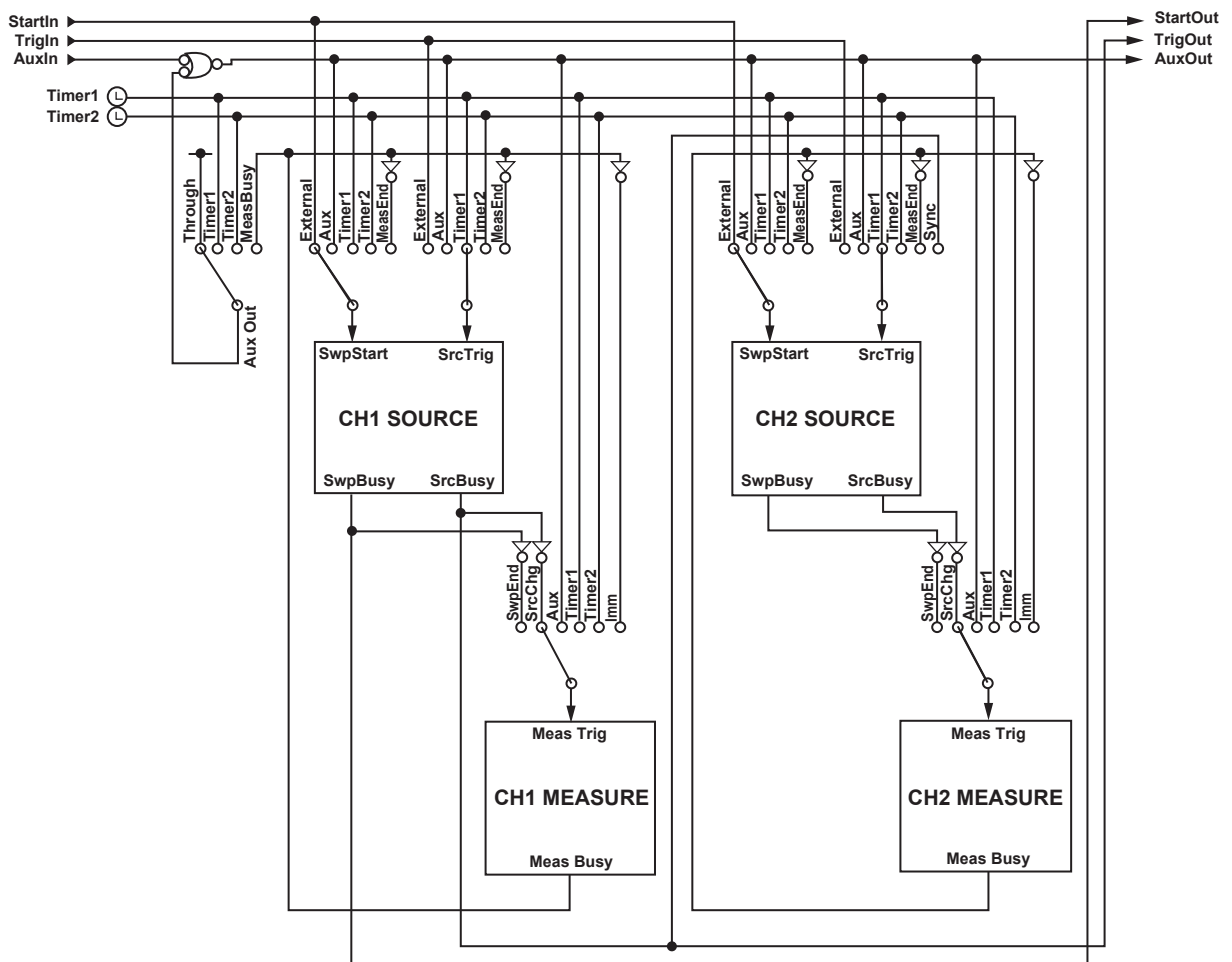 StartIn
TrigIn
AuxIn
StartOut
TrigOut
AuxOut
Timer1
Timer2
Through
Timer1
Timer2
MeasBusy
External
Aux
Timer1
Timer2
MeasEnd
External
Aux
Timer1
Timer2
MeasEnd
External
Aux
Timer1
Timer2
MeasEnd
External
Aux
Timer1
Timer2
MeasEnd
Sync
Aux Out
SwpStart
SrcTrig
CH1 SOURCE
SwpBusy
SrcBusy
SwpStart
SrcTrig
CH2 SOURCE
SwpBusy
SrcBusy
SwpEnd
SrcChg
Aux
Timer1
Timer2
Imm
SwpEnd
SrcChg
Aux
Timer1
Timer2
Imm
Meas Trig
CH1 MEASURE
Meas Busy
Meas Trig
CH2 MEASURE
Meas Busy